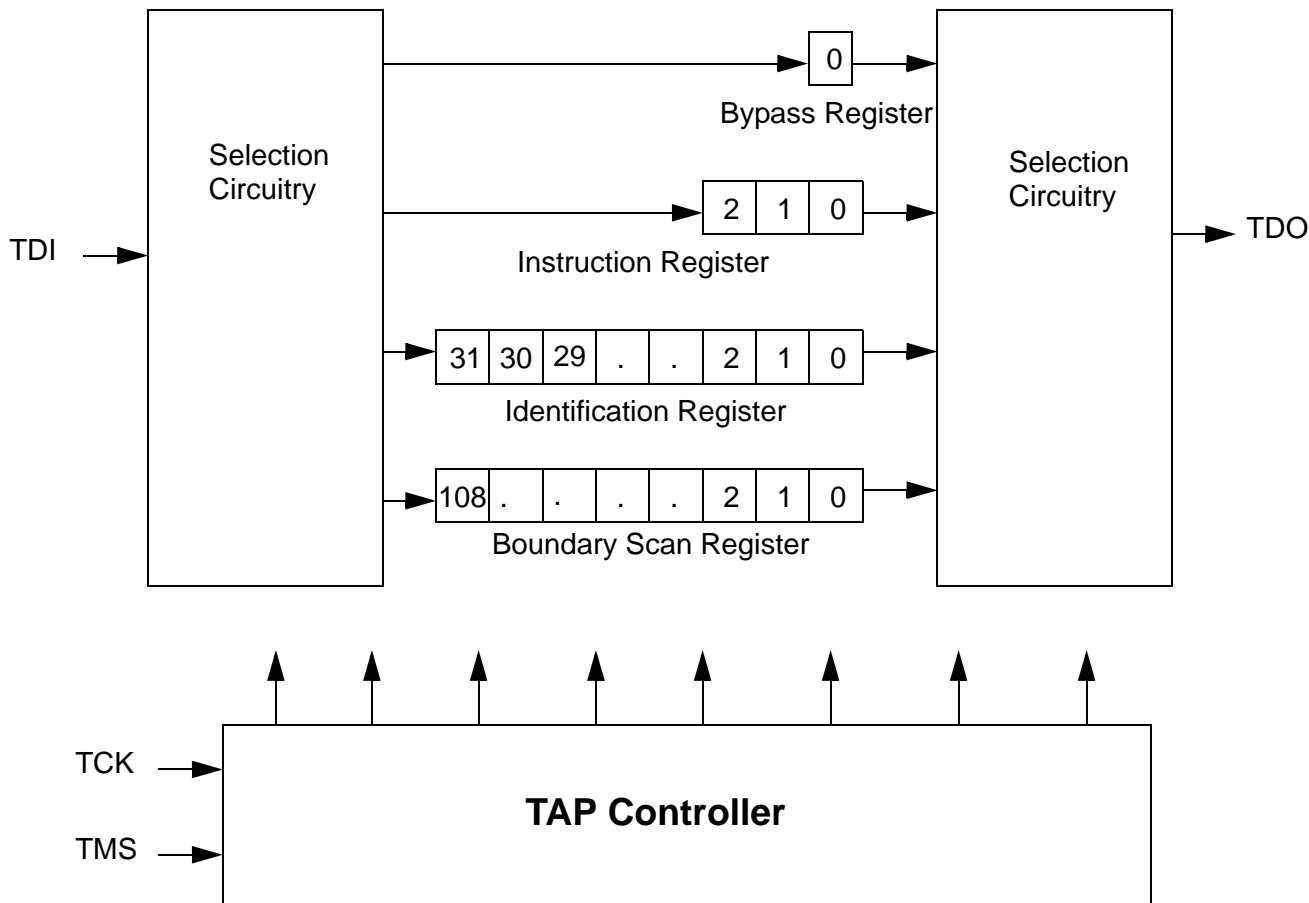 0
Bypass Register
Selection
Circuitry
Selection
Circuitry
2 1 0
TDI
TDO
Instruction Register
31 30 29 . . 2 1 0
Identification Register
108 . . . . 2 1 0
Boundary Scan Register
TCK
TAP Controller
TMS